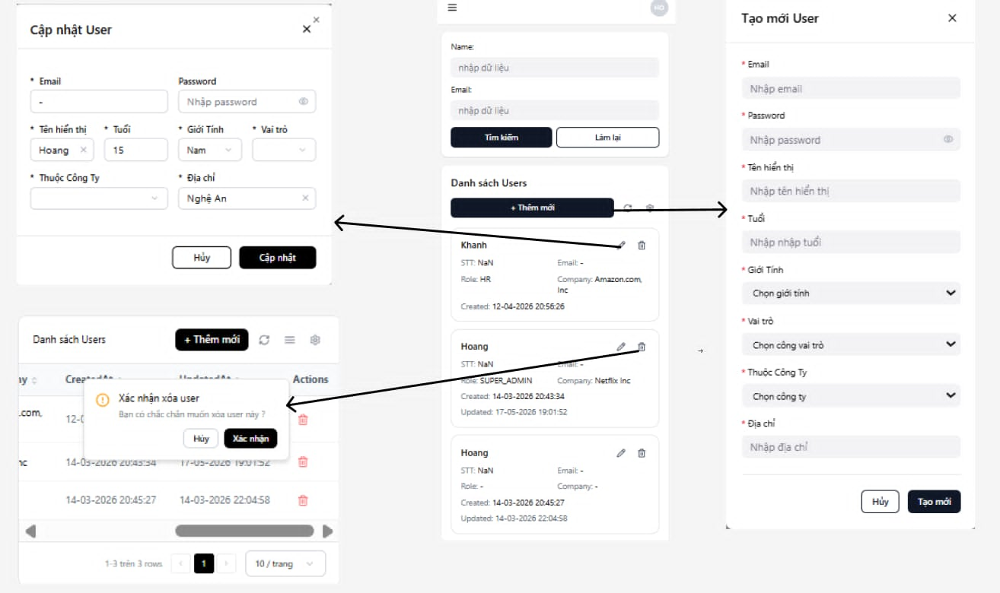 Cập nhật User
* Email
Password
-
Nhập password
* Tên hiển thị
* Tuổi
* Giới Tính
* Vai trò
Hoang
15
Nam
* Thuộc Công Ty
* Địa chỉ
Nghệ An
Hủy
Cập nhật
Danh sách Users
+ Thêm mới
ny
CreatedAt
UpdatedAt
Actions
Xác nhận xóa user
Bạn có chắc chắn muốn xóa user này ?
Hủy
Xác nhận
.com,
12-0
nc
14-03-2026 20:43:34
17-05-2026 19:01:52
14-03-2026 20:45:27
14-03-2026 22:04:58
1-3 trên 3 rows
1
10 / trang
HO
Name:
nhập dữ liệu
Email:
nhập dữ liệu
Tìm kiếm
Làm lại
Danh sách Users
+ Thêm mới
Khanh
STT: NaN
Email: -
Role: HR
Company: Amazon.com,
Inc
Created: 12-04-2026 20:56:26
Hoang
STT: NaN
Email: -
Role: SUPER_ADMIN
Company: Netflix Inc
Created: 14-03-2026 20:43:34
Updated: 17-05-2026 19:01:52
Hoang
STT: NaN
Email: -
Role: -
Company: -
Created: 14-03-2026 20:45:27
Updated: 14-03-2026 22:04:58
Tạo mới User
* Email
Nhập email
* Password
Nhập password
* Tên hiển thị
Nhập tên hiển thị
* Tuổi
Nhập nhập tuổi
* Giới Tính
Chọn giới tính
* Vai trò
Chọn công vai trò
* Thuộc Công Ty
Chọn công ty
* Địa chỉ
Nhập địa chỉ
Hủy
Tạo mới